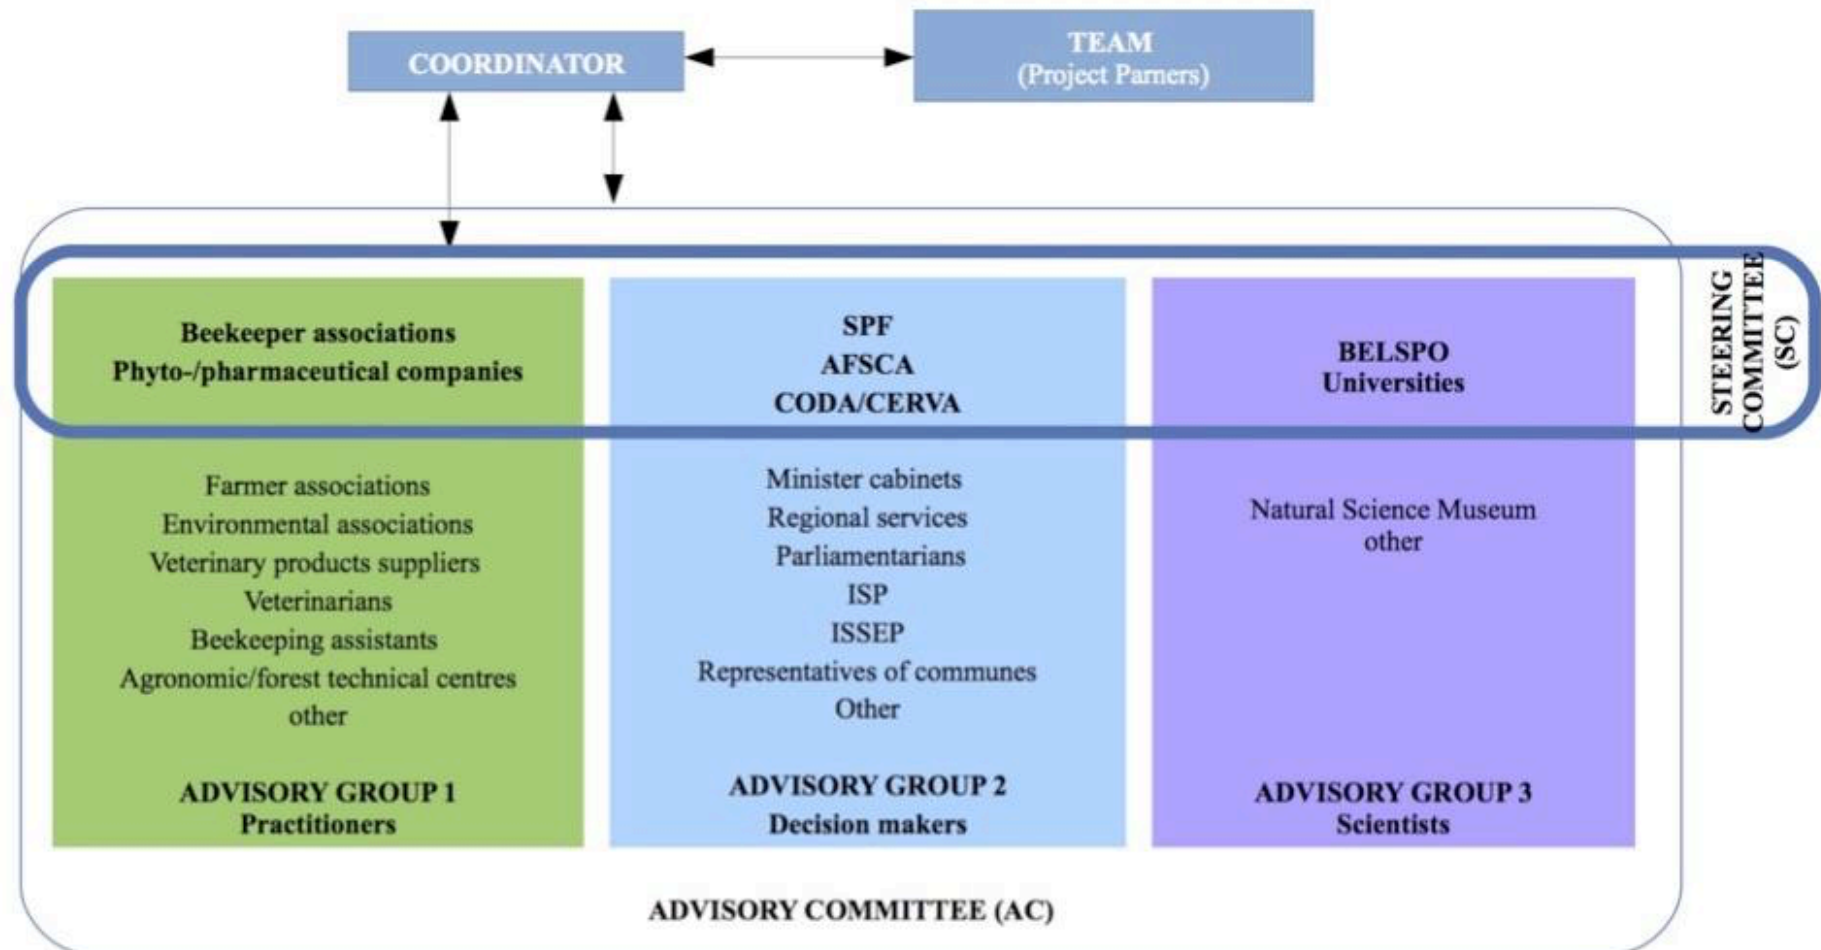 COORDINATOR
TEAM
(Project Parners)
STEERING
COMMITTEE
(SC)
Beekeeper associations
Phyto-/pharmaceutical companies
Farmer associations
Environmental associations
Veterinary products suppliers
Veterinarians
Beekeeping assistants
Agronomic/forest technical centres
other
ADVISORY GROUP 1
Practitioners
SPF
AFSCA
CODA/CERVA
Minister cabinets
Regional services
Parliamentarians
ISP
ISSEP
Representatives of communes
Other
ADVISORY GROUP 2
Decision makers
BELSPO
Universities
Natural Science Museum
other
ADVISORY GROUP 3
Scientists
ADVISORY COMMITTEE (AC)